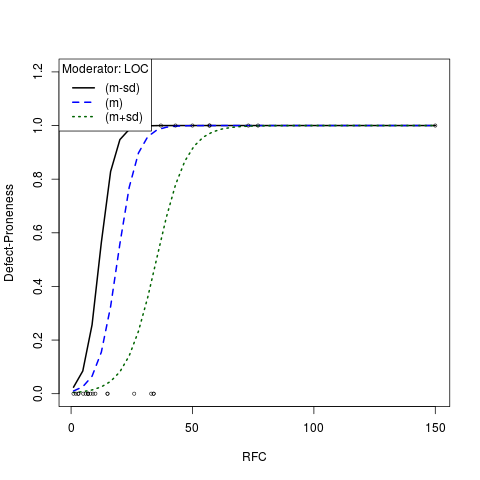 Moderator: LOC
(m-sd)
(m)
(m+sd)
1.2
1.0
0.8
0.6
0.4
0.2
0.0
Defect-Proneness
0 50 100 150
RFC